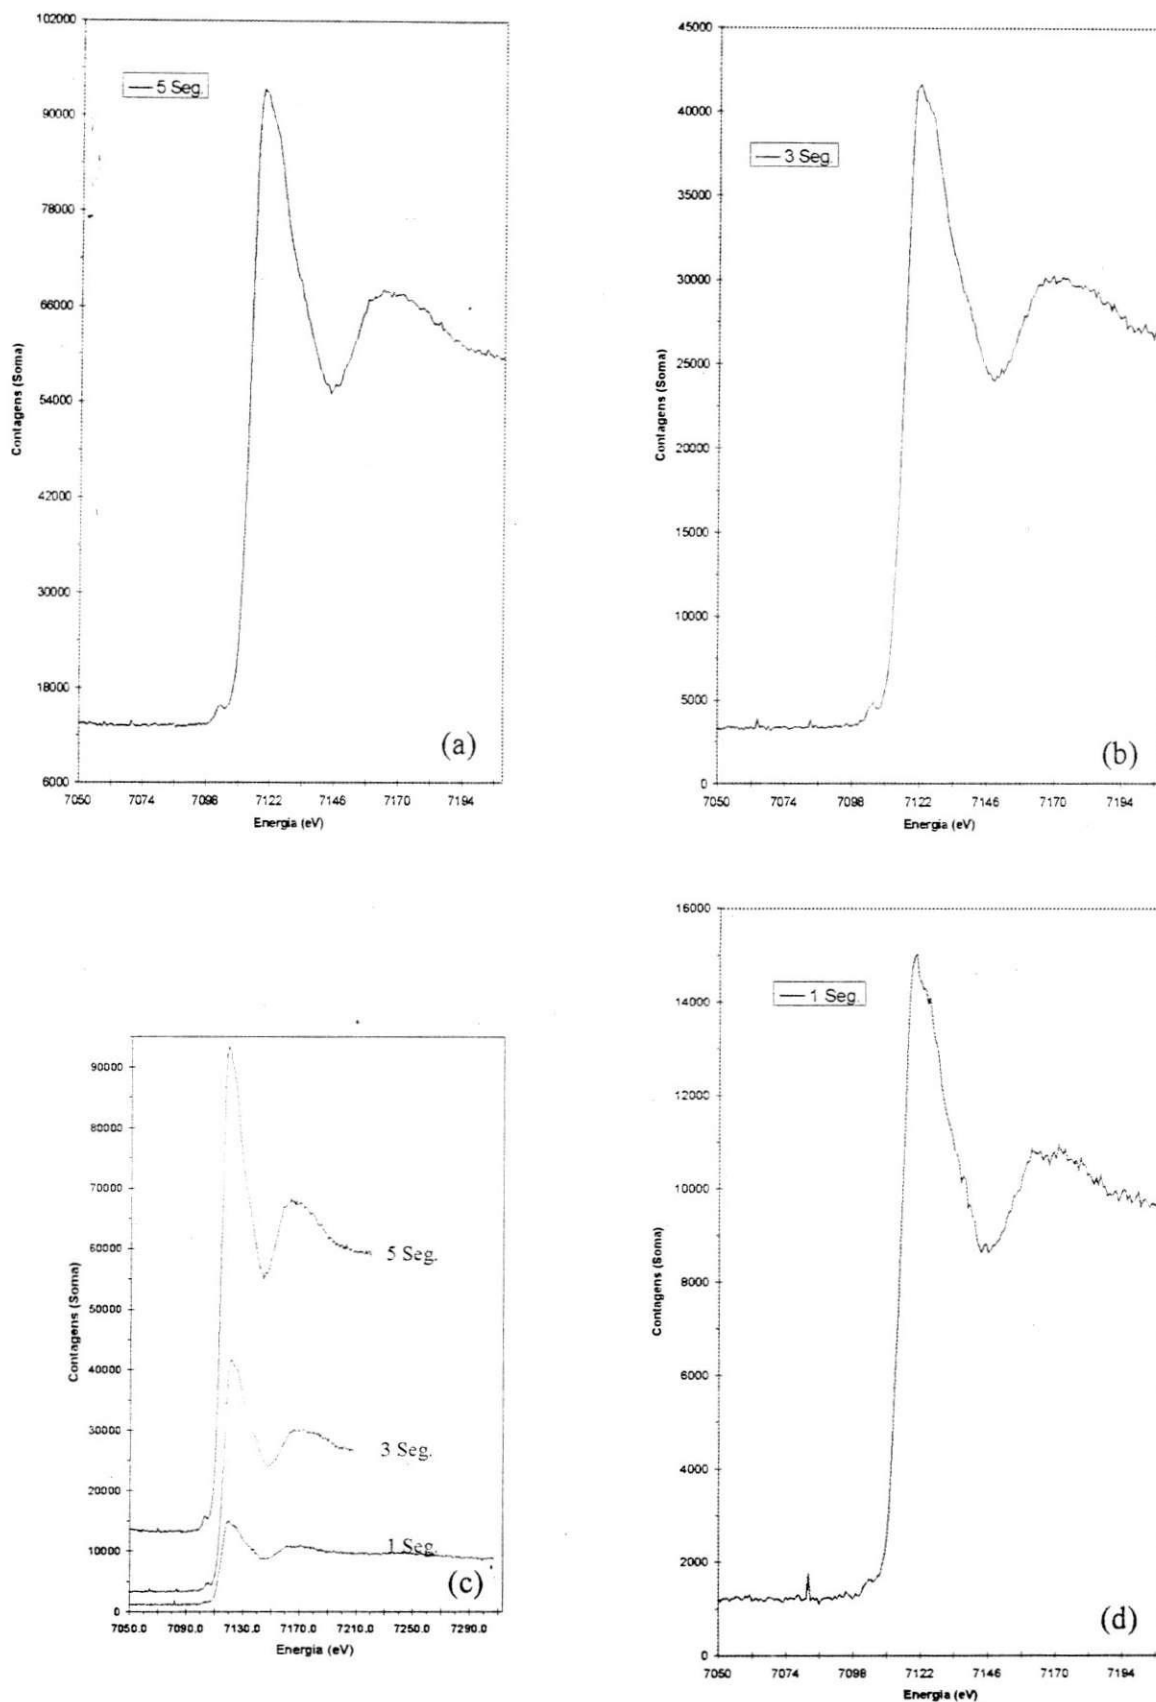 102000
90000
78000
66000
54000
42000
30000
18000
6000
Contagens (Soma)
5 Seg.
(a)
7050 7074 7098 7122 7146 7170 7194
Energia (eV)
45000
40000
35000
30000
25000
20000
15000
10000
5000
0
Contagens (Soma)
3 Seg.
(b)
7050 7074 7098 7122 7146 7170 7194
Energia (eV)
90000
80000
70000
60000
50000
40000
30000
20000
10000
0
Contagens (Soma)
5 Seg.
3 Seg.
1 Seg.
(c)
7050.0 7090.0 7130.0 7170.0 7210.0 7250.0 7290.0
Energia (eV)
16000
14000
12000
10000
8000
6000
4000
2000
0
Contagens (Soma)
1 Seg.
(d)
7050 7074 7098 7122 7146 7170 7194
Energia (eV)